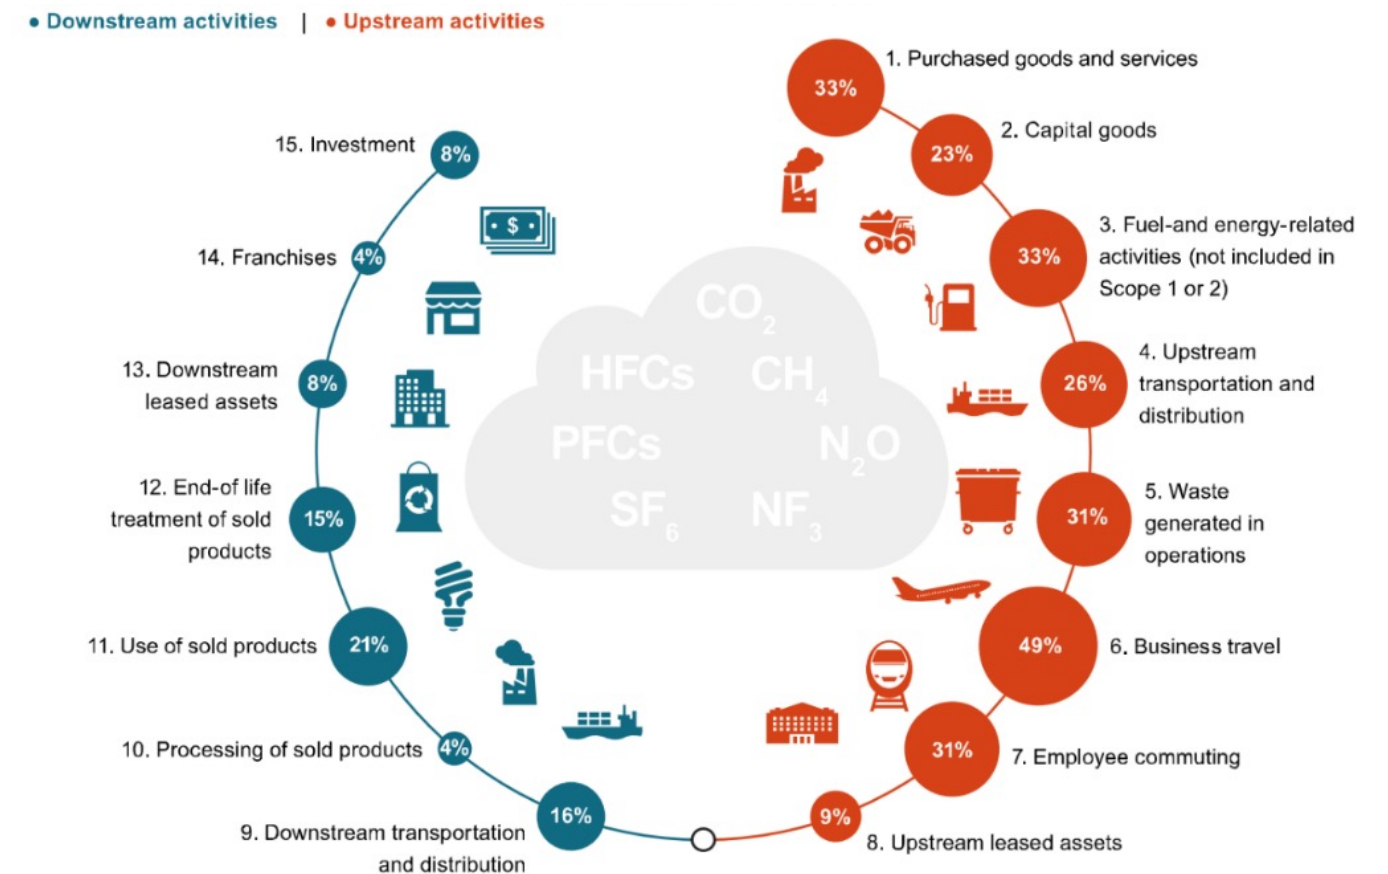 • Downstream activities | • Upstream activities
33%
1. Purchased goods and services
23%
2. Capital goods
33%
3. Fuel-and energy-related
activities (not included in
Scope 1 or 2)
26%
4. Upstream
transportation and
distribution
31%
5. Waste
generated in
operations
49%
6. Business travel
31%
7. Employee commuting
9%
8. Upstream leased assets
16%
9. Downstream transportation
and distribution
4%
10. Processing of sold products
21%
11. Use of sold products
15%
12. End-of life
treatment of sold
products
8%
13. Downstream
leased assets
4%
14. Franchises
8%
15. Investment
$
CO2
HFCs CH4
PFCs N2O
SF6 NF3